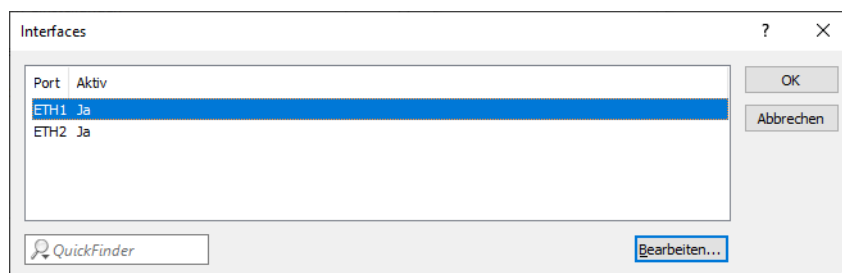 Interfaces ?
Port Aktiv
ETH1 Ja
ETH2 Ja
OK
Abbrechen
QuickFinder
Bearbeiten...